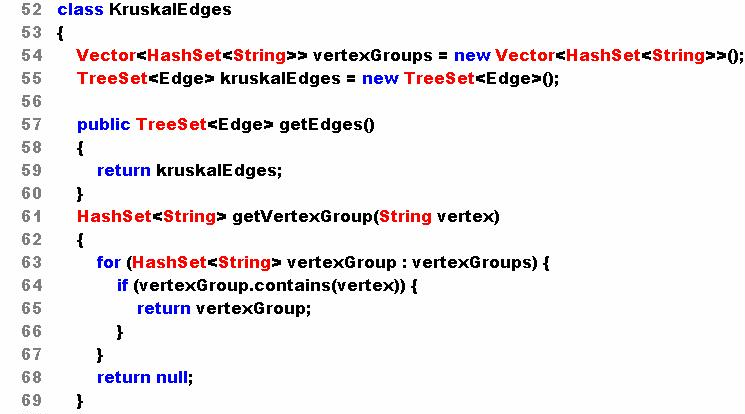 52 class KruskalEdges
53 {
54 Vector<HashSet<String>> vertexGroups = new Vector<HashSet<String>>();
55 TreeSet<Edge> kruskalEdges = new TreeSet<Edge>();
56
57 public TreeSet<Edge> getEdges()
58 {
59 return kruskalEdges;
60 }
61 HashSet<String> getVertexGroup(String vertex)
62 {
63 for (HashSet<String> vertexGroup : vertexGroups) {
64 if (vertexGroup.contains(vertex)) {
65 return vertexGroup;
66 }
67 }
68 return null;
69 }